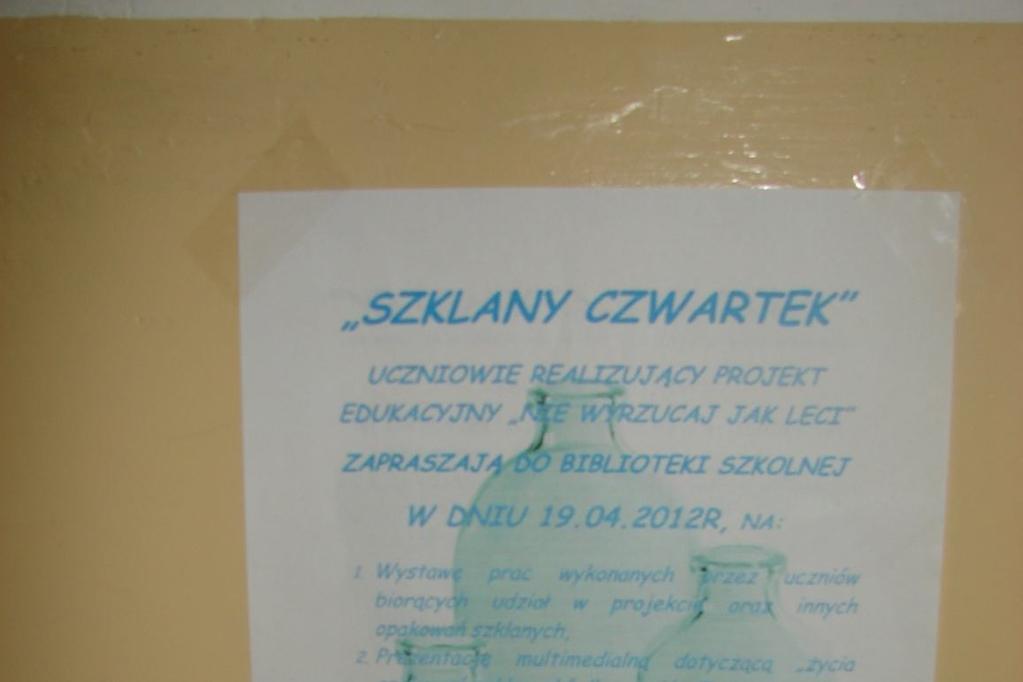 „SZKLANY CZWARTEK”
UCZNIOWIE REALIZUJĄCY PROJEKT
EDUKACYJNY „NIE WYRZUCAJ JAK LECI”
ZAPRASZAJĄ DO BIBLIOTEKI SZKOLNEJ
W DNIU 19.04.2012R, NA:
1. Wystawę prac wykonanych przez uczniów
biorących udział w projekcie oraz innych
opakowań szklanych,
2. Prezentację multimedialną dotyczącą „życia